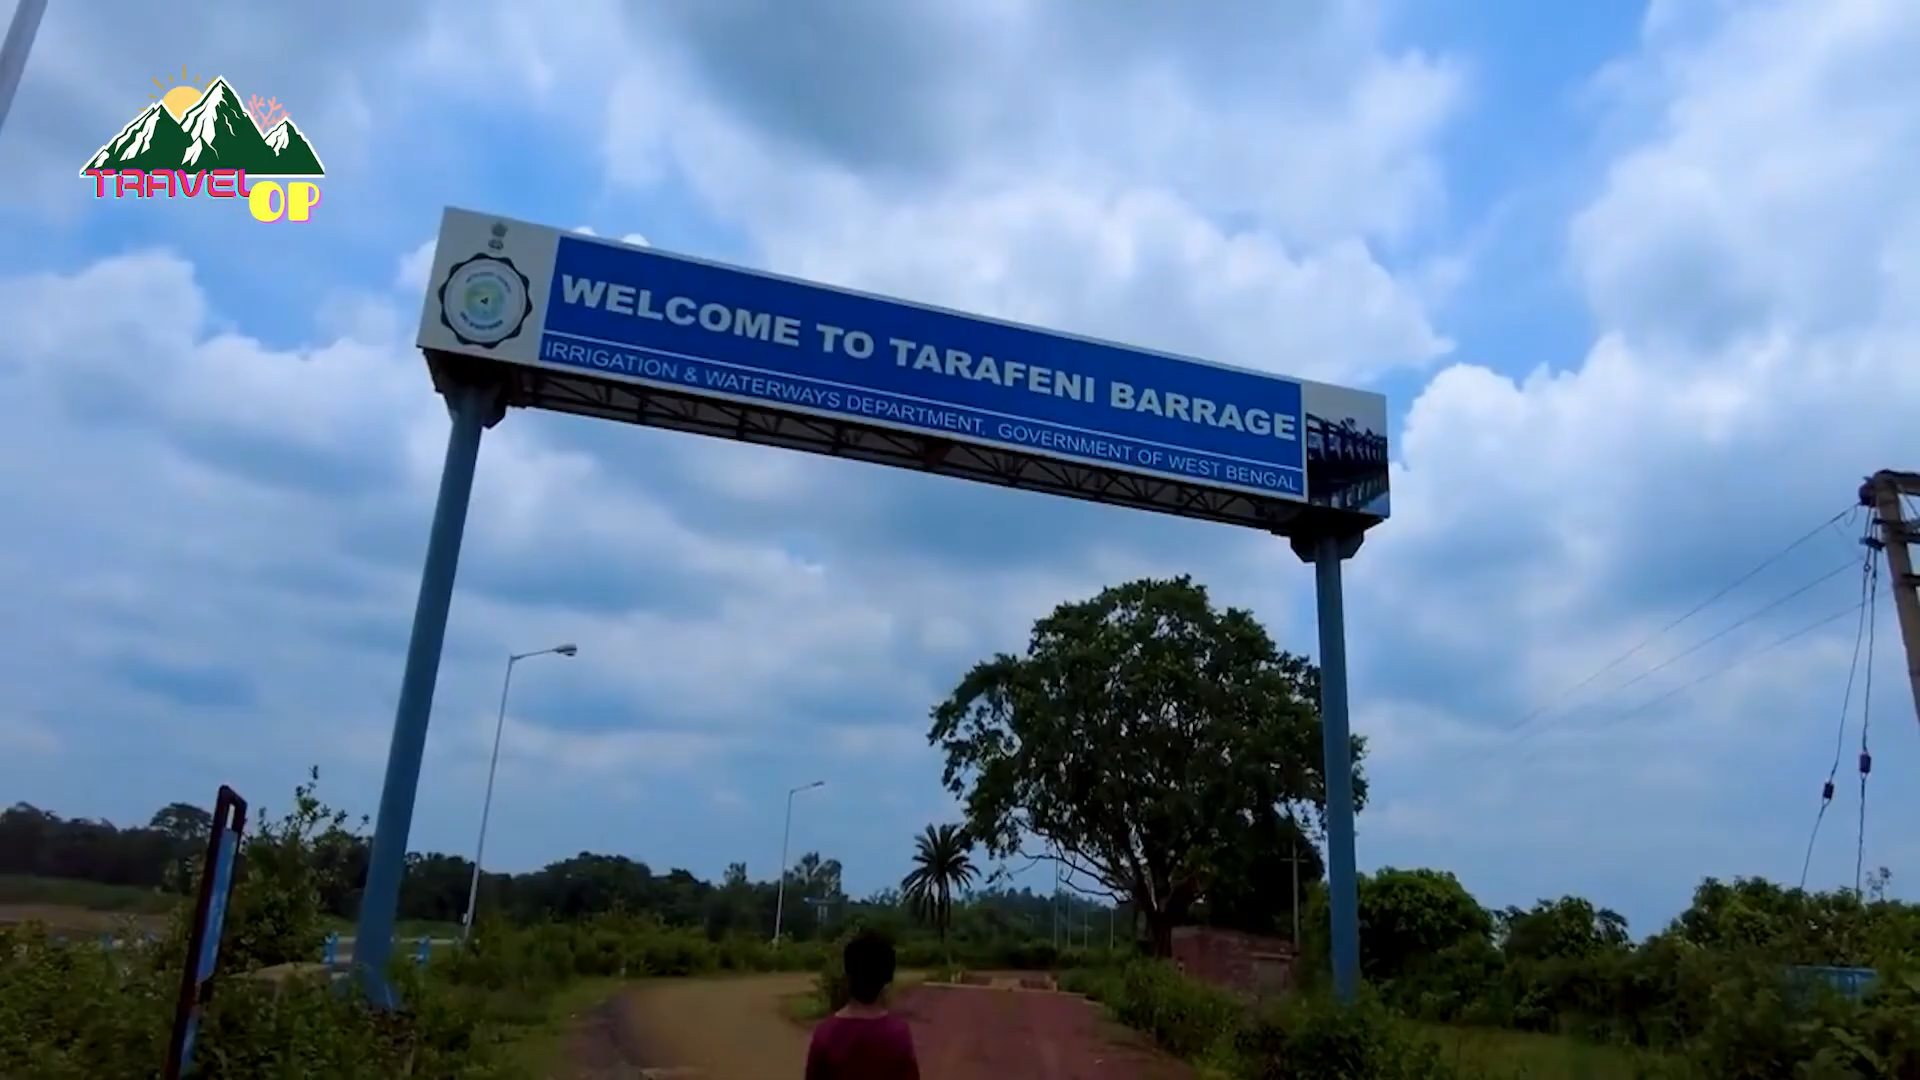 TRAVEL
OP
WELCOME TO TARAFENI BARRAGE
IRRIGATION & WATERWAYS DEPARTMENT, GOVERNMENT OF WEST BENGAL